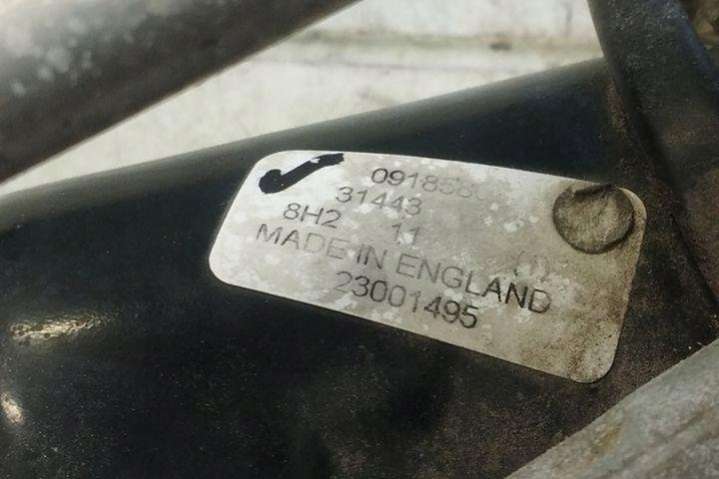 31443
8H2 11
MADE IN ENGLAND
23001495